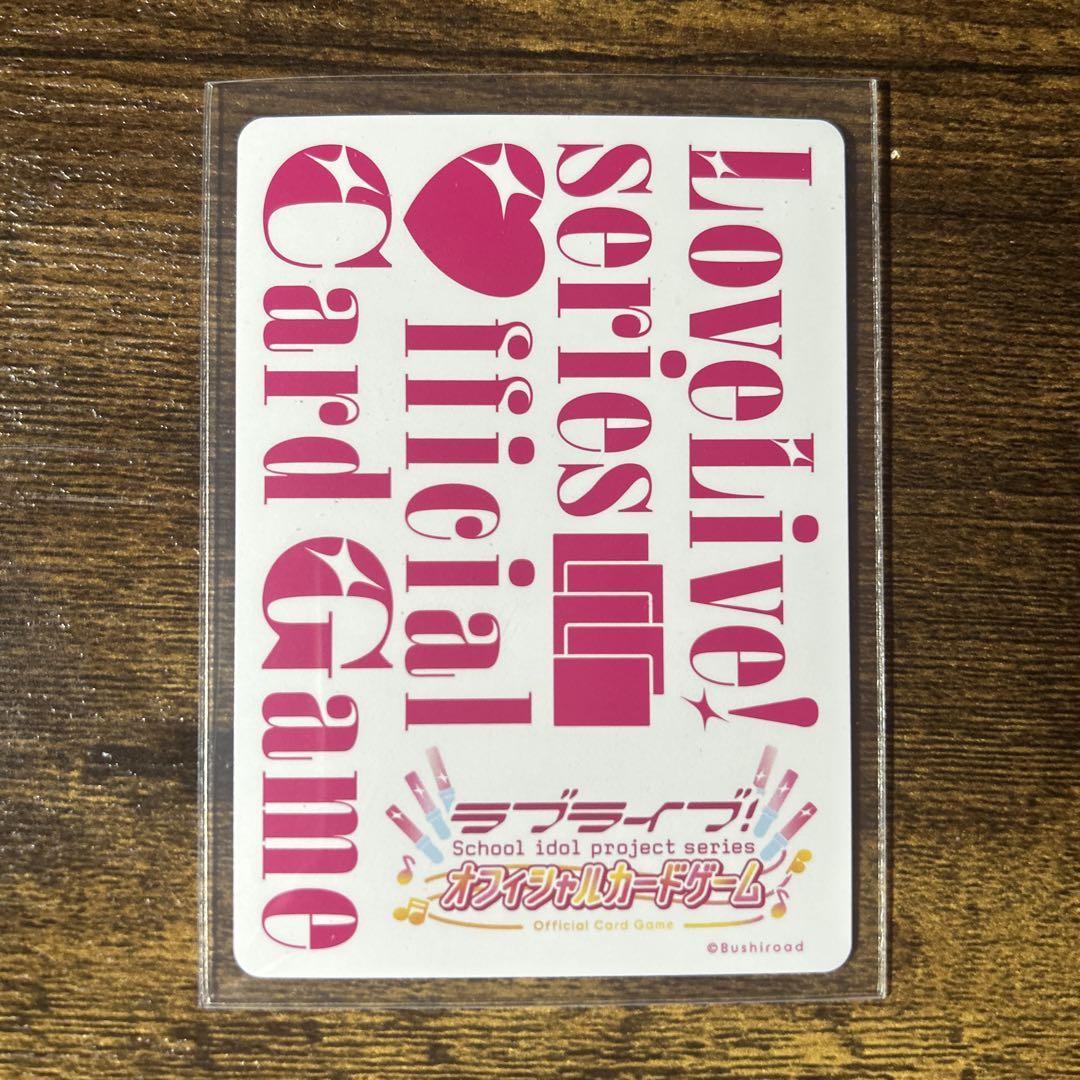 LoveLive!
series
♥fficial
Card Game
ラブライブ!
School idol project series
オフィシャルカードゲーム
Official Card Game
©Bushiroad